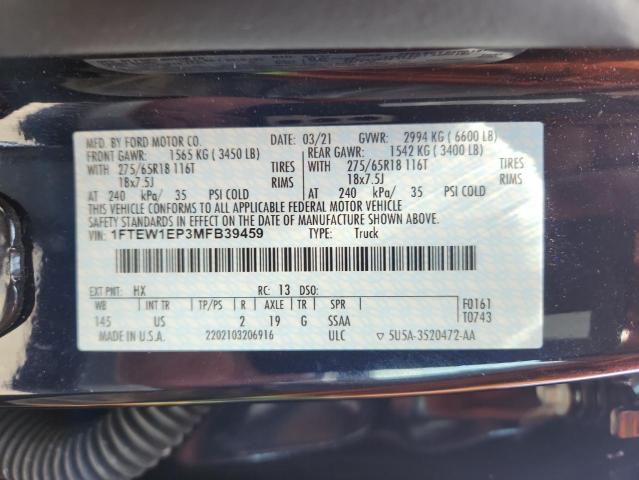 MFD. BY FORD MOTOR CO. DATE: 03/21 GVWR: 2994 KG (6600 LB)
FRONT GAWR: 1565 KG (3450 LB) REAR GAWR: 1542 KG (3400 LB)
WITH 275/65R18 116T TIRES WITH 275/65R18 116T TIRES
18x7.5J RIMS 18x7.5J RIMS
AT 240 kPa/ 35 PSI COLD AT 240 kPa/ 35 PSI COLD
THIS VEHICLE CONFORMS TO ALL APPLICABLE FEDERAL MOTOR VEHICLE
SAFETY STANDARDS IN EFFECT ON THE DATE OF MANUFACTURE SHOWN ABOVE.
VIN: 1FTEW1EP3MFB39459 TYPE: Truck
EXT PNT: HX RC: 13 DSO:
WB INT TR TP/PS R AXLE TR SPR F0161
145 US 2 19 G SSAA T0743
MADE IN U.S.A. 2202103206916 ULC ▽ 5U5A-3520472-AA